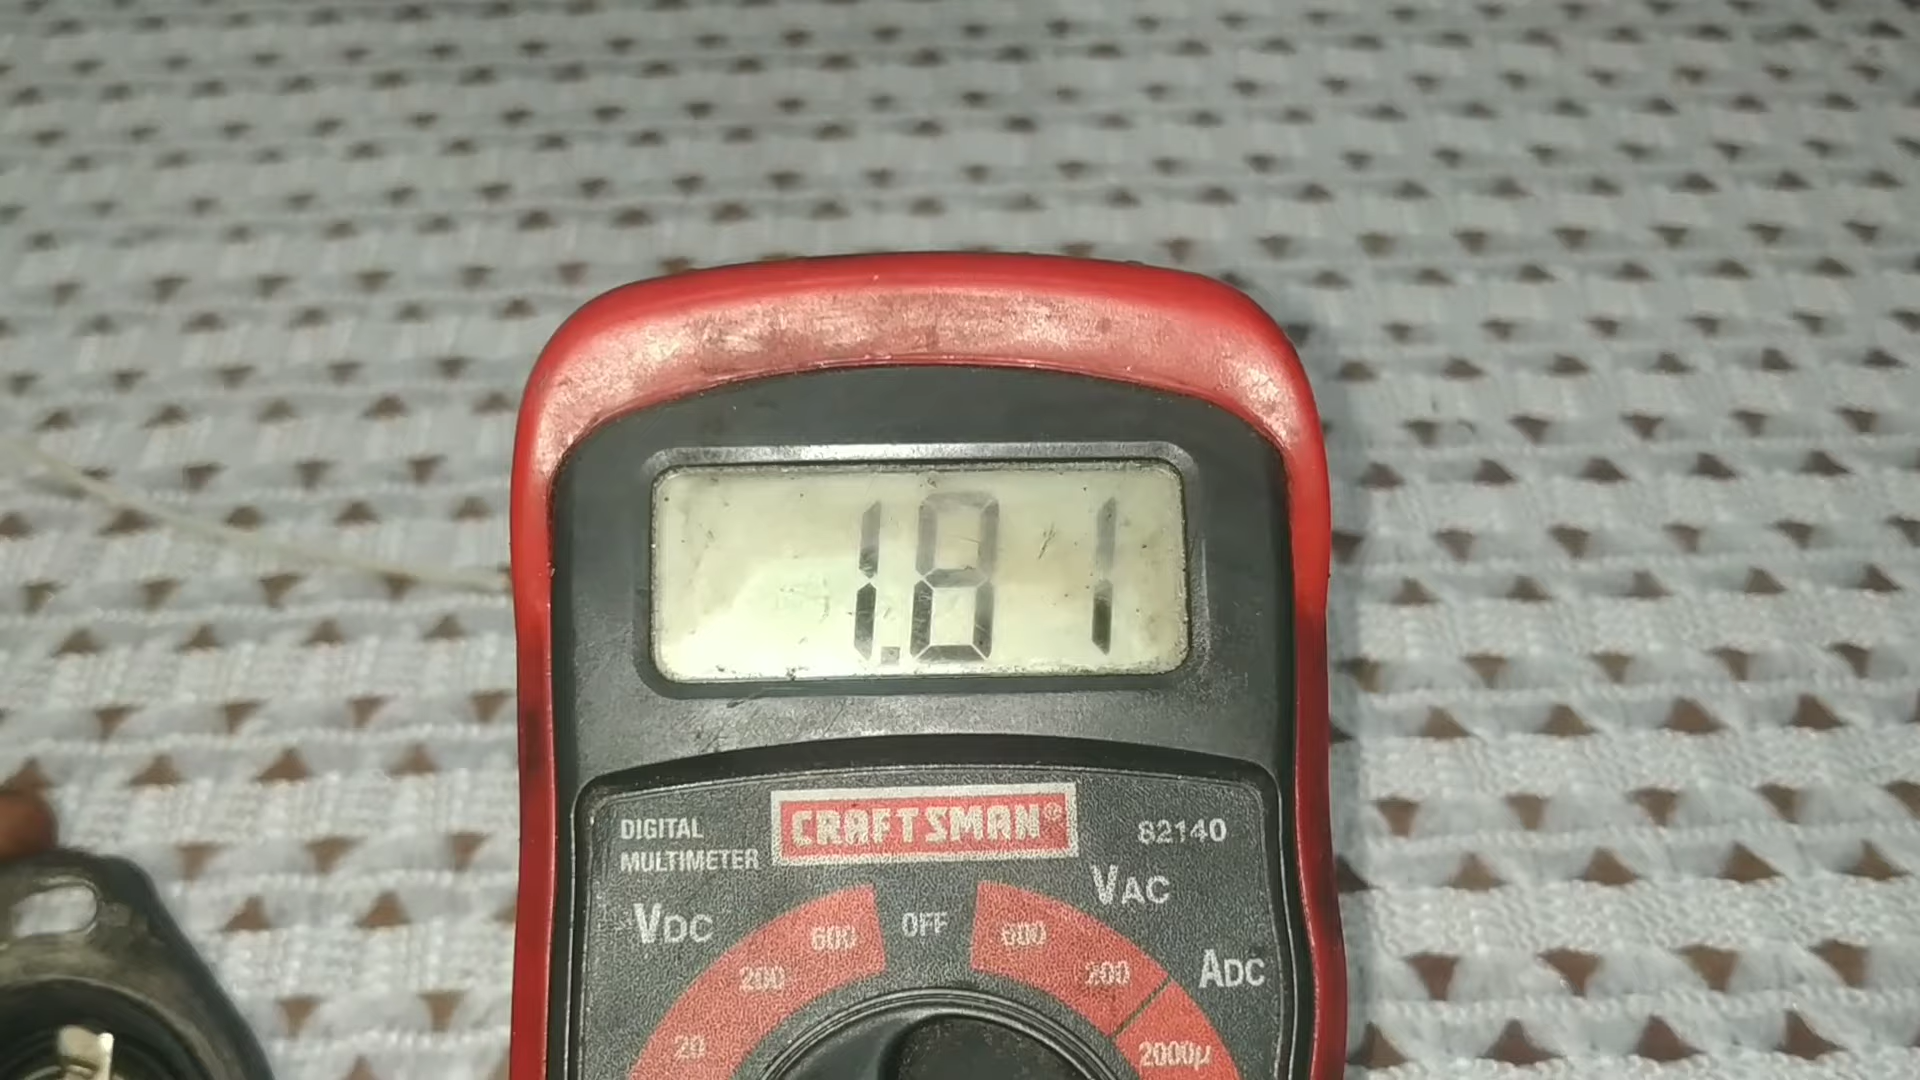 1.81
DIGITAL
MULTIMETER
CRAFTSMAN®
82140
VDC
OFF
VAC
600
600
200
200
ADC
20
2000µ